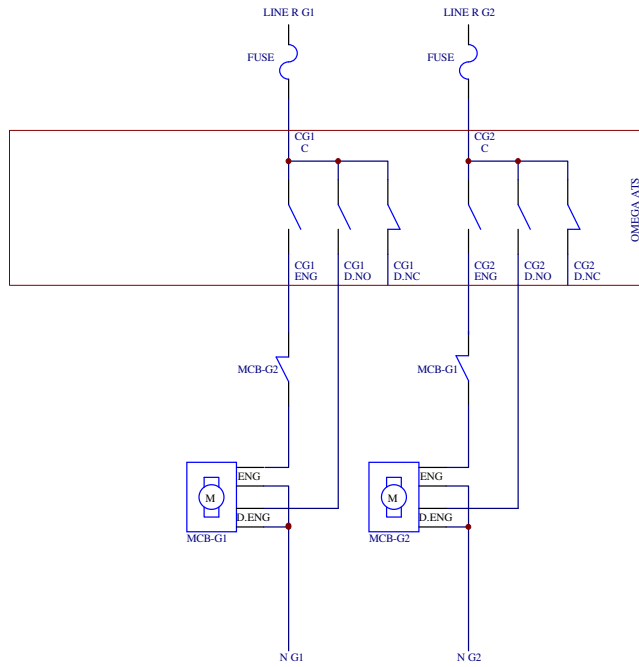 LINE R G1
LINE R G2
FUSE
FUSE
CG1
C
CG2
C
OMEGA ATS
CG1
ENG
CG1
D.NO
CG1
D.NC
CG2
ENG
CG2
D.NO
CG2
D.NC
MCB-G2
MCB-G1
ENG
M
D.ENG
MCB-G1
ENG
M
D.ENG
MCB-G2
N G1
N G2